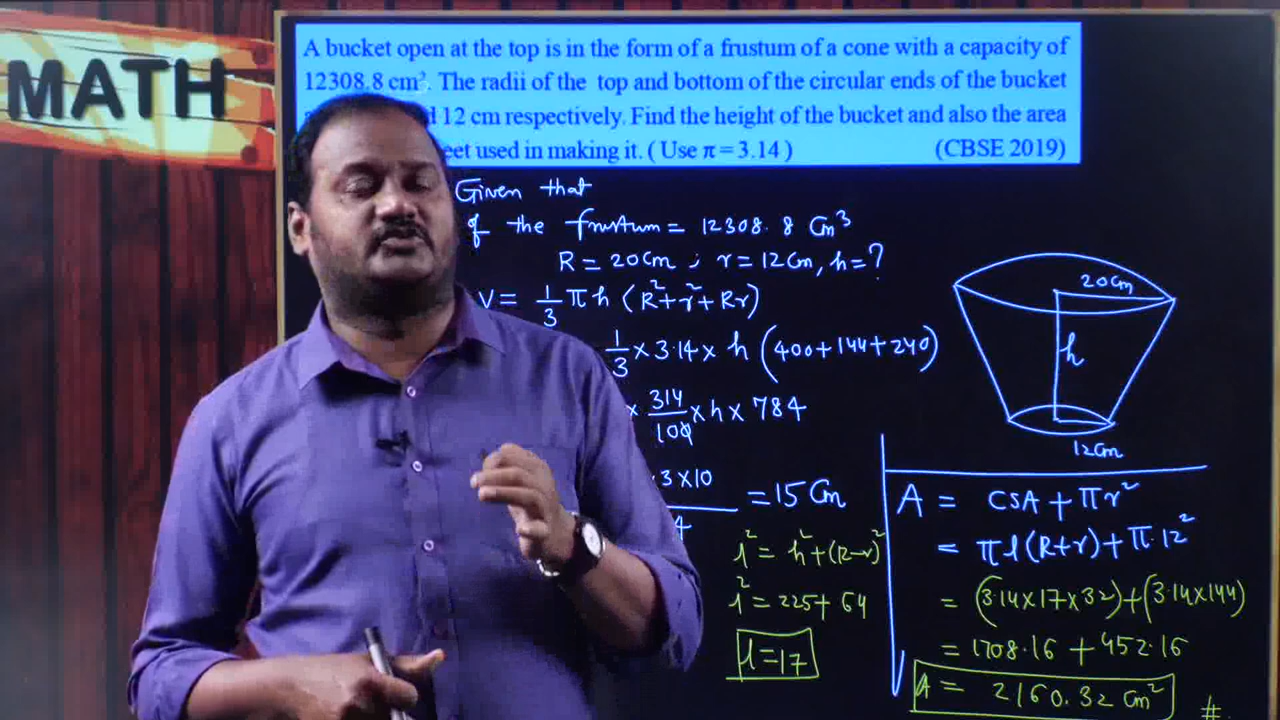 MATH
A bucket open at the top is in the form of a frustum of a cone with a capacity of
12308.8 cm³. The radii of the top and bottom of the circular ends of the bucket
12 cm respectively. Find the height of the bucket and also the area
used in making it. ( Use π = 3.14 ) (CBSE 2019)
Given that
of the frustum = 12308.8 Cm³
R = 20Cm ; r = 12Cm, h = ?
V = 1/3 π h (R²+r²+Rr)
1/3 × 3.14 × h (400+144+240)
× 314/100 × h × 784
.3×10
4
= 15 Cm
l² = h²+(R-r)²
l² = 225+64
l=17
20Cm
h
12Cm
A = CSA + πr²
= πl(R+r)+π.12²
= (3.14×17×32)+(3.14×144)
= 1708.16 + 452.16
A = 2160.32 Cm²
#